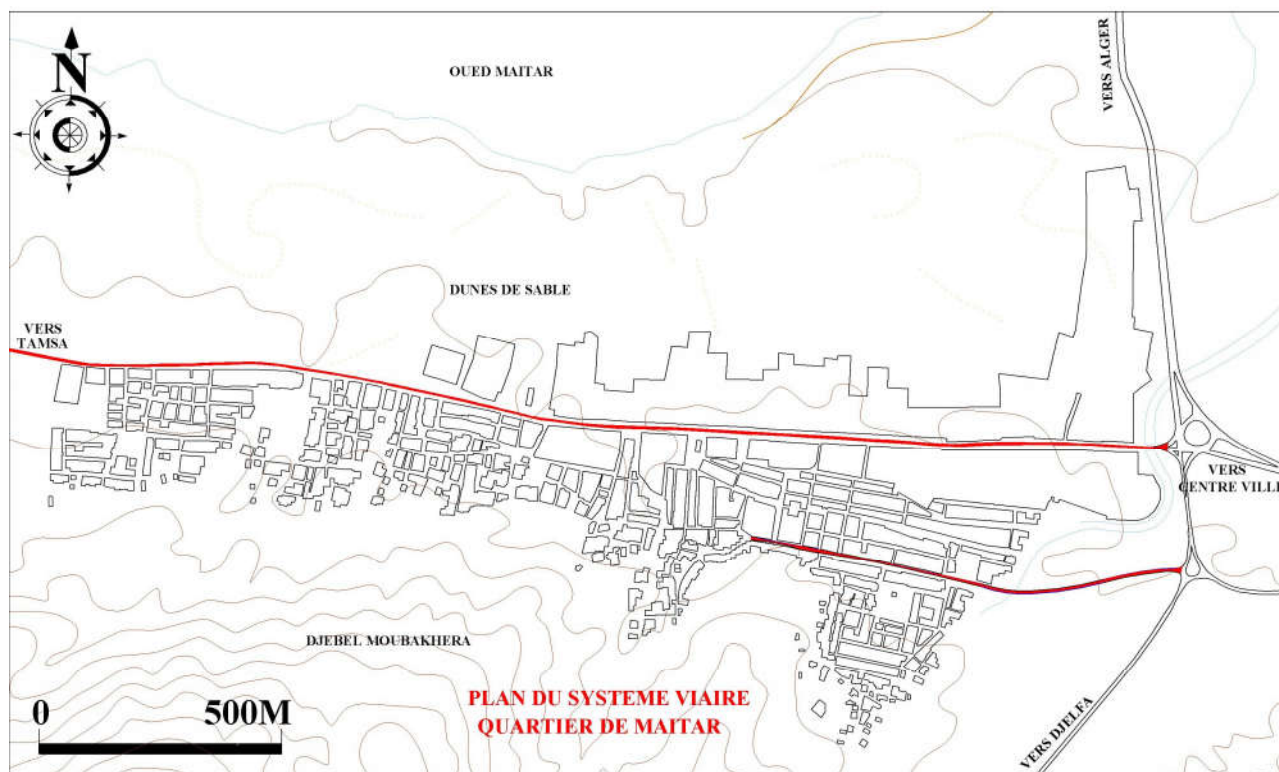 N
OUED MAITAR
VERS ALGER
DUNES DE SABLE
VERS
TAMSA
VERS
CENTRE VILLE
DJEBEL MOUBAKHERA
PLAN DU SYSTEME VIAIRE
QUARTIER DE MAITAR
0 500M
VERS DJELFA